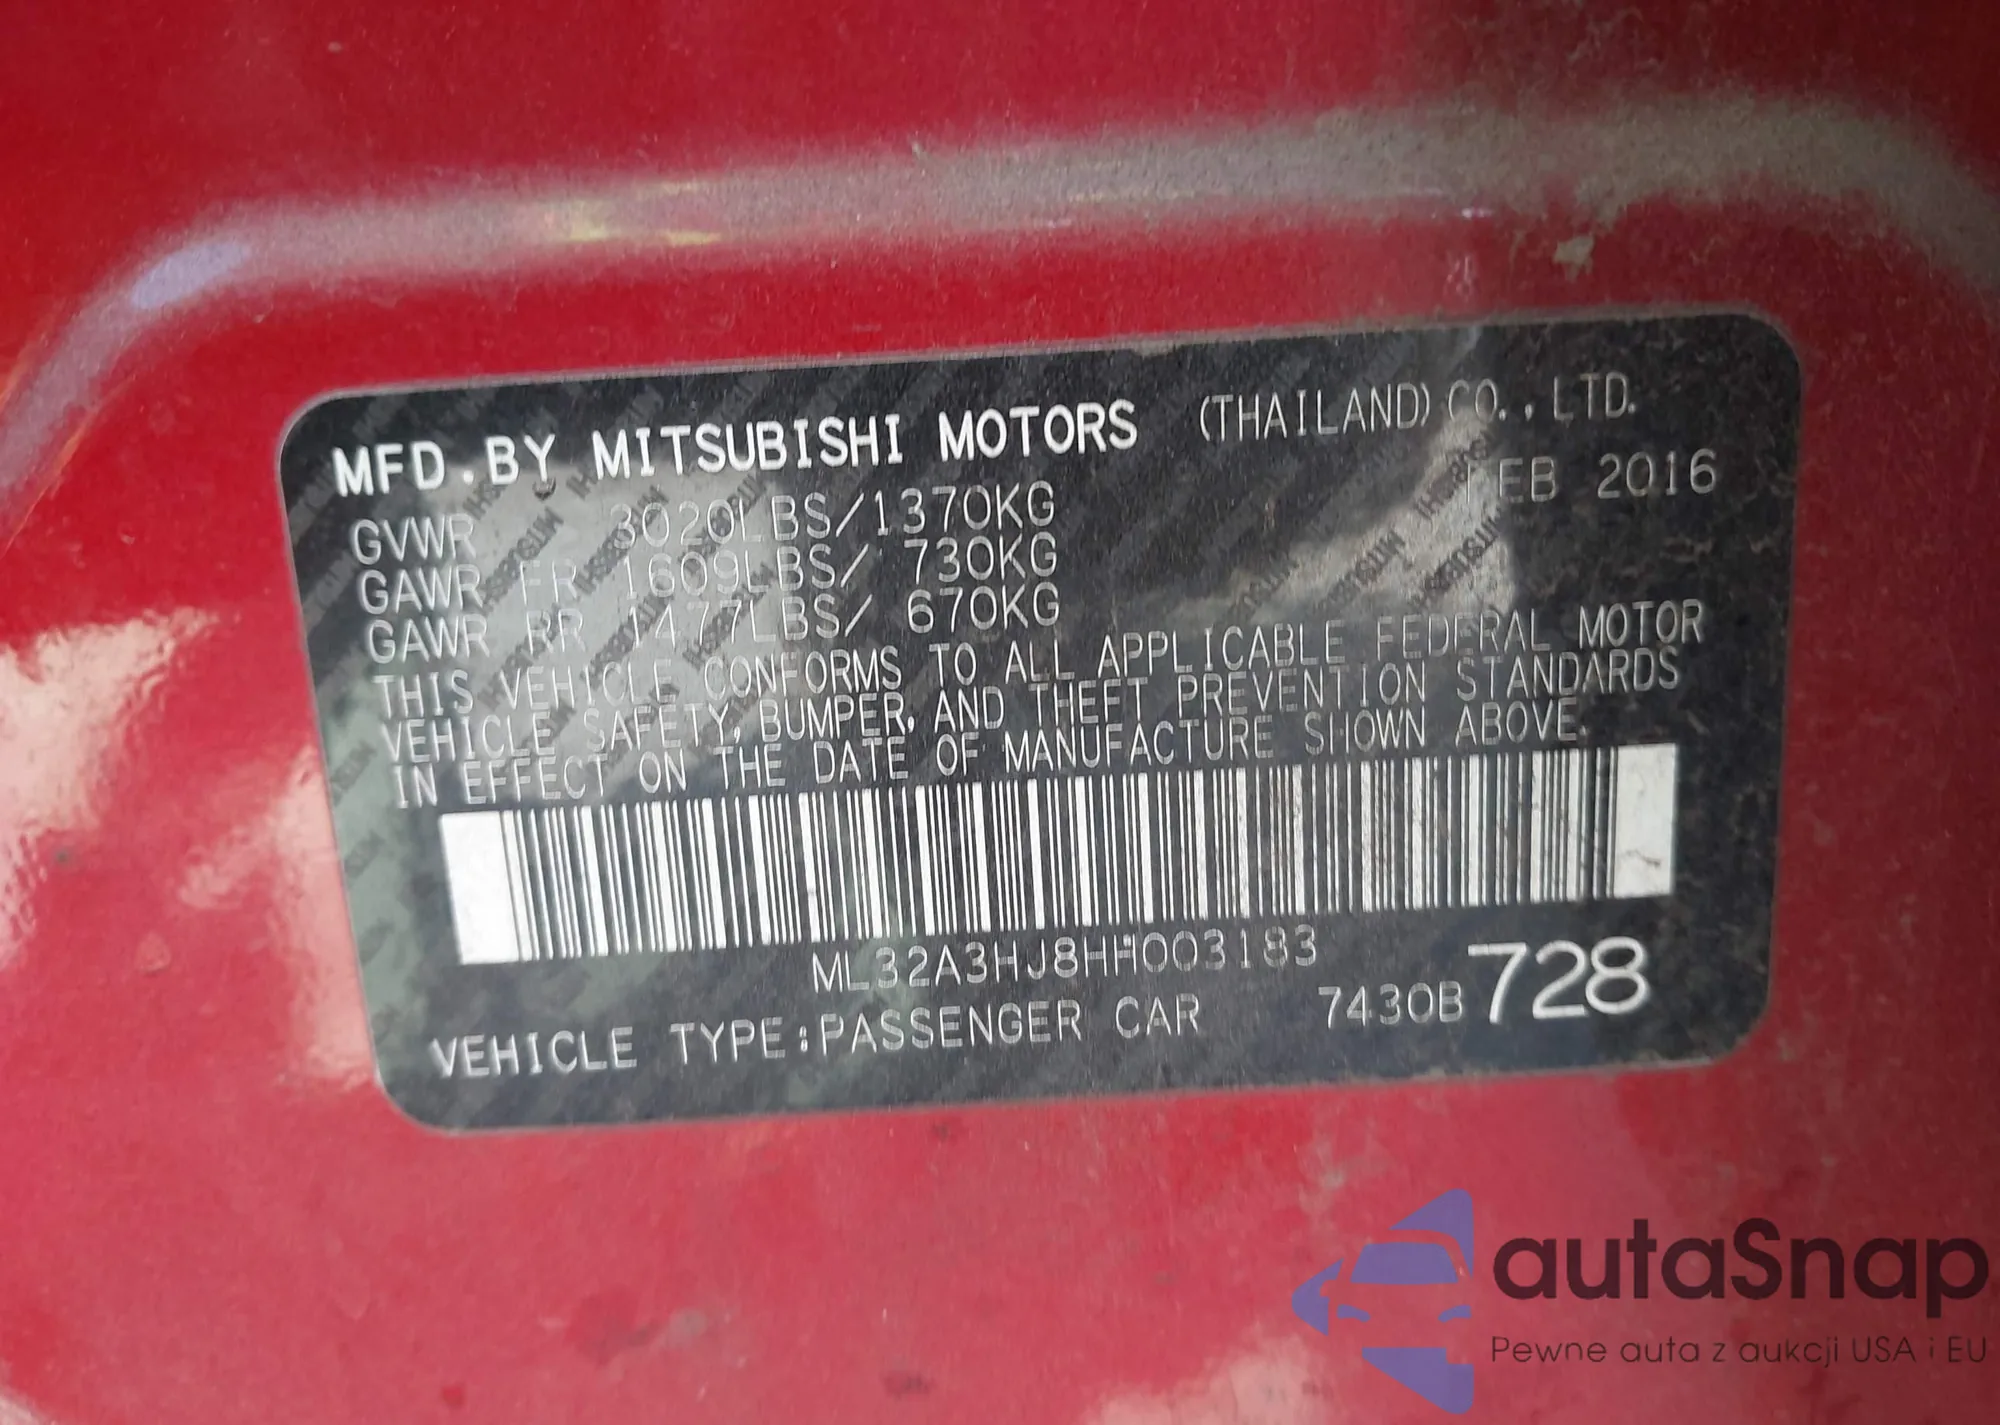 MFD.BY MITSUBISHI MOTORS (THAILAND) CO.,LTD.
FEB 2016
GVWR 3020LBS/1370KG
GAWR FR 1609LBS/ 730KG
GAWR RR 1477LBS/ 670KG
THIS VEHICLE CONFORMS TO ALL APPLICABLE FEDERAL MOTOR
VEHICLE SAFETY, BUMPER, AND THEFT PREVENTION STANDARDS
IN EFFECT ON THE DATE OF MANUFACTURE SHOWN ABOVE.
ML32A3HJ8HH003183
VEHICLE TYPE:PASSENGER CAR 7430B728
autaSnap
Pewne auta z aukcji USA i EU